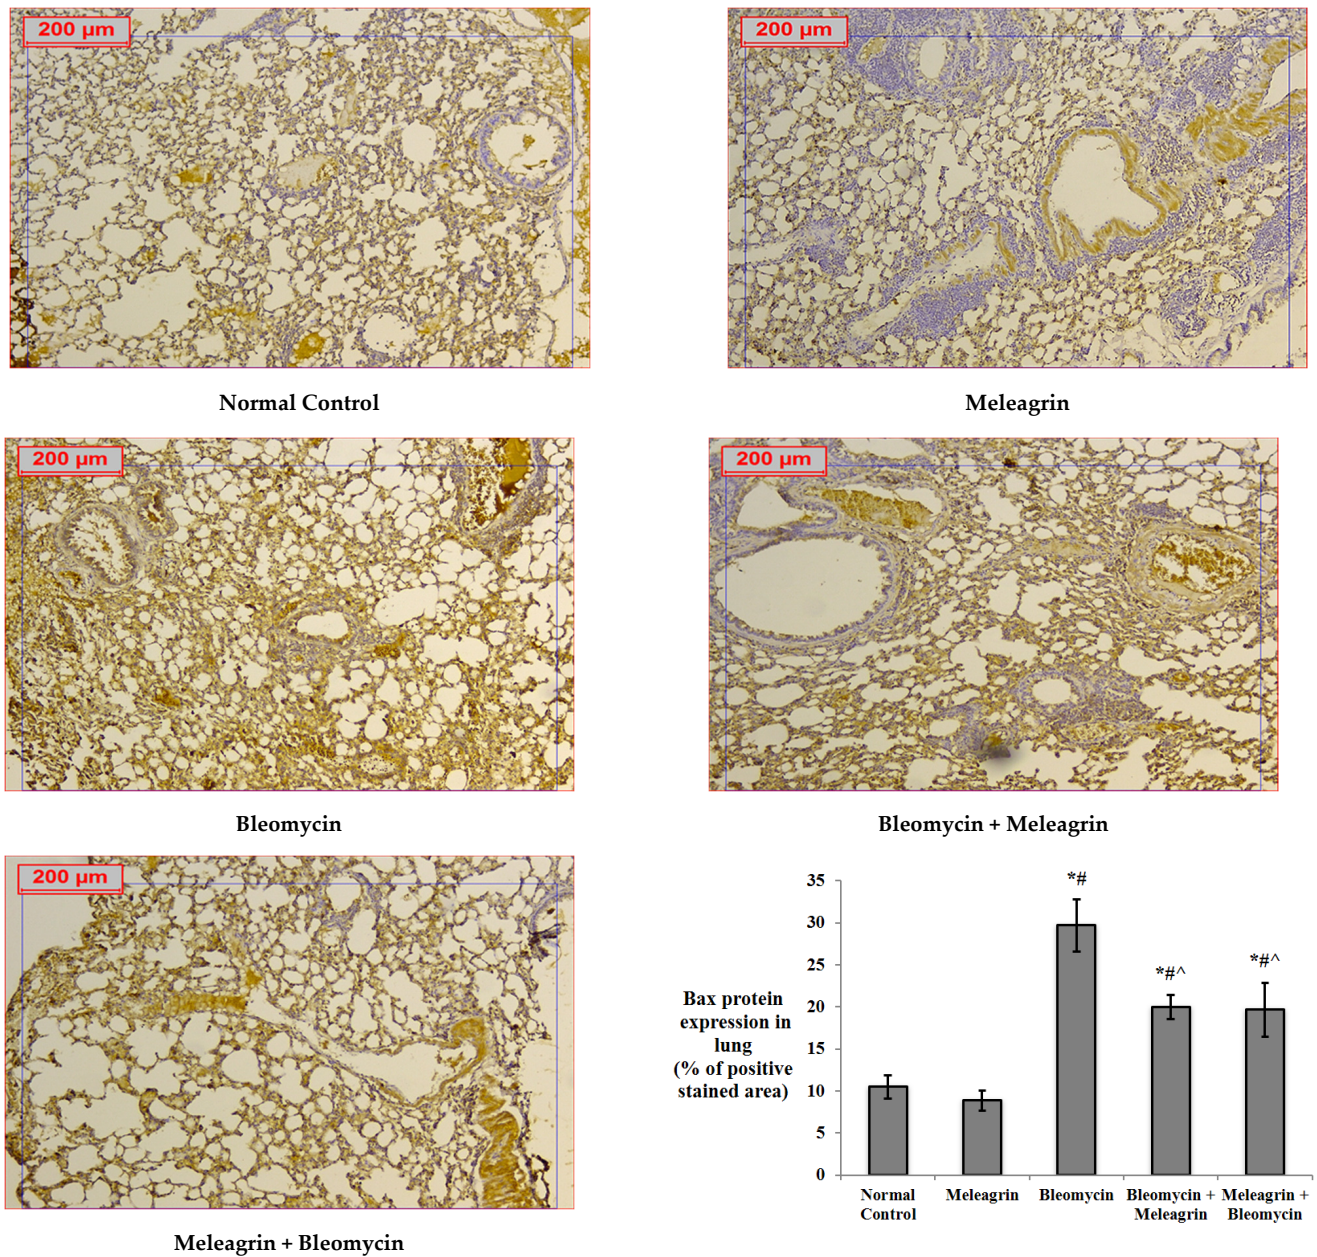 200 µm
200 µm
Normal Control
Meleagrin
200 µm
200 µm
Bleomycin
Bleomycin + Meleagrin
200 µm
Meleagrin + Bleomycin
Bax protein
expression in
lung
(% of positive
stained area)
35
30
25
20
15
10
5
0
*#
*#^
*#^
Normal
Control
Meleagrin
Bleomycin
Bleomycin +
Meleagrin
Meleagrin +
Bleomycin